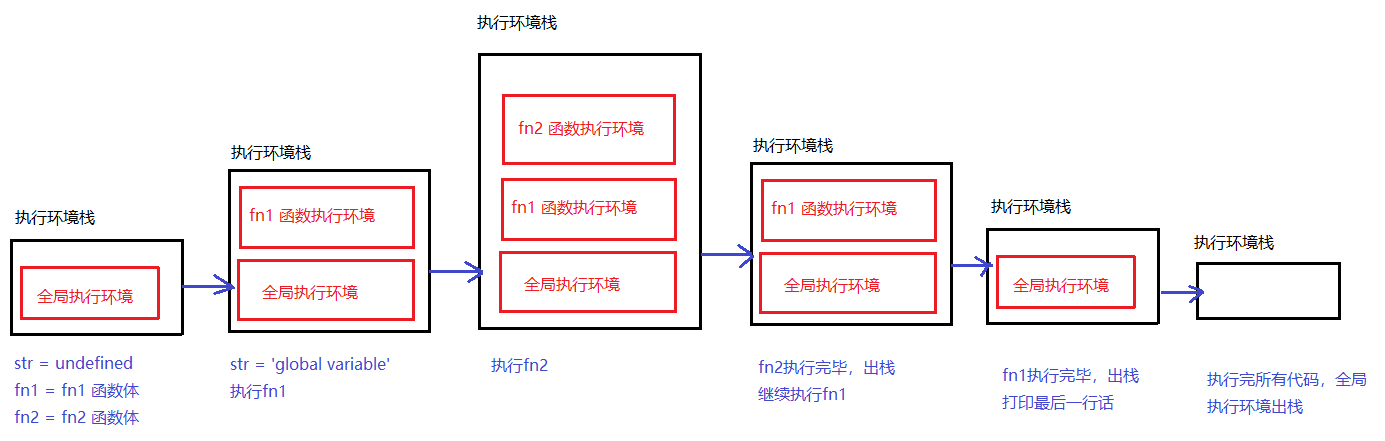 执行环境栈
全局执行环境
str = undefined
fn1 = fn1 函数体
fn2 = fn2 函数体
执行环境栈
fn1 函数执行环境
全局执行环境
str = 'global variable'
执行fn1
执行环境栈
fn2 函数执行环境
fn1 函数执行环境
全局执行环境
执行fn2
执行环境栈
fn1 函数执行环境
全局执行环境
fn2执行完毕，出栈
继续执行fn1
执行环境栈
全局执行环境
fn1执行完毕，出栈
打印最后一行话
执行环境栈
执行完所有代码，全局
执行环境出栈